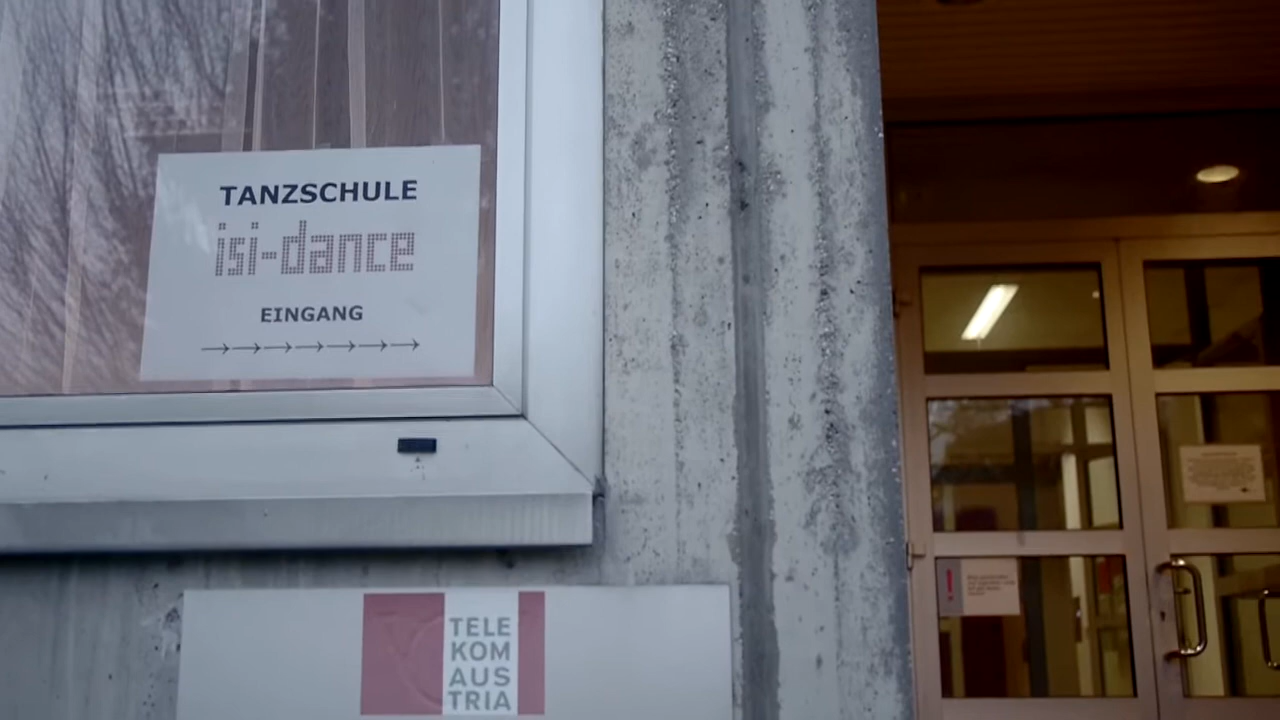 TANZSCHULE
isi-dance
EINGANG
→→→→→→→
TELE
KOM
AUS
TRIA
!